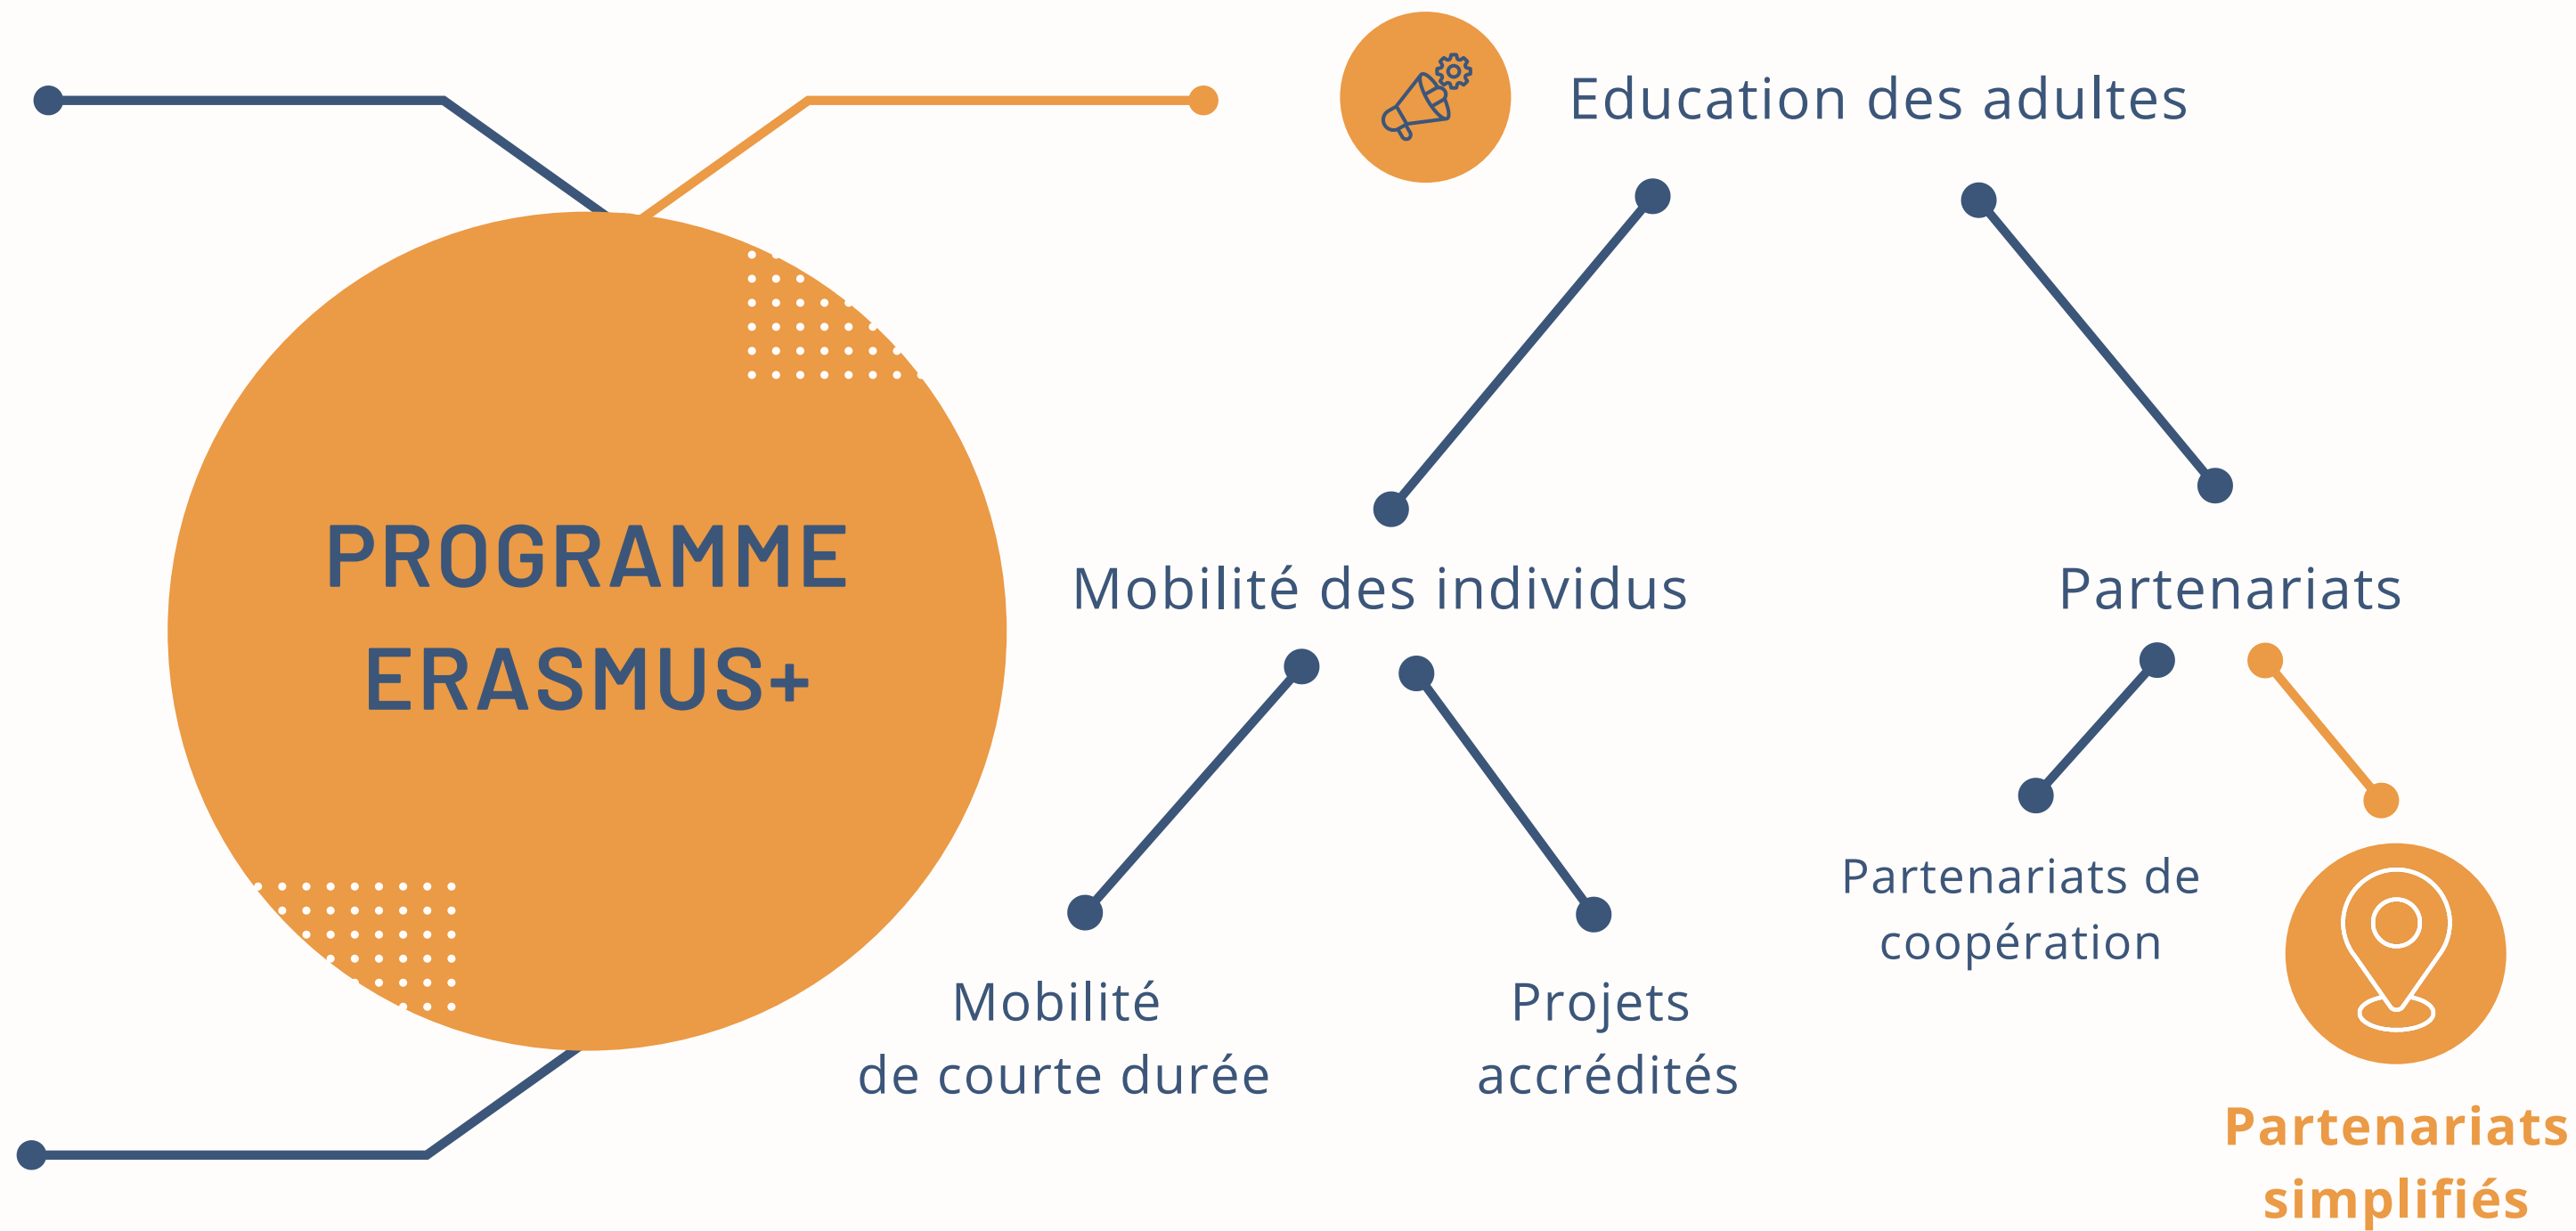 Education des adultes
PROGRAMME
ERASMUS+
Mobilité des individus
Partenariats
Mobilité
de courte durée
Projets
accrédités
Partenariats de
coopération
Partenariats
simplifiés